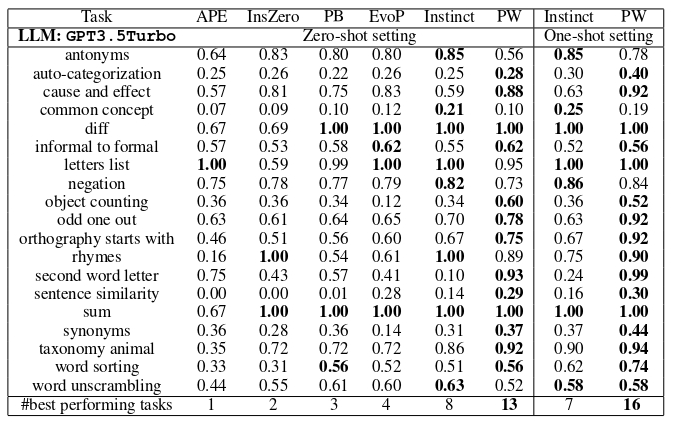 Task APE InsZero PB EvoP Instinct PW Instinct PW
LLM: GPT3.5Turbo Zero-shot setting One-shot setting
antonyms 0.64 0.83 0.80 0.80 0.85 0.56 0.85 0.78
auto-categorization 0.25 0.26 0.22 0.26 0.25 0.28 0.30 0.40
cause and effect 0.57 0.81 0.75 0.83 0.59 0.88 0.63 0.92
common concept 0.07 0.09 0.10 0.12 0.21 0.10 0.25 0.19
diff 0.67 0.69 1.00 1.00 1.00 1.00 1.00 1.00
informal to formal 0.57 0.53 0.58 0.62 0.55 0.62 0.52 0.56
letters list 1.00 0.59 0.99 1.00 1.00 0.95 1.00 1.00
negation 0.75 0.78 0.77 0.79 0.82 0.73 0.86 0.84
object counting 0.36 0.36 0.34 0.12 0.34 0.60 0.36 0.52
odd one out 0.63 0.61 0.64 0.65 0.70 0.78 0.63 0.92
orthography starts with 0.46 0.51 0.56 0.60 0.67 0.75 0.67 0.92
rhymes 0.16 1.00 0.54 0.61 1.00 0.89 0.75 0.90
second word letter 0.75 0.43 0.57 0.41 0.10 0.93 0.24 0.99
sentence similarity 0.00 0.00 0.01 0.28 0.14 0.29 0.16 0.30
sum 0.67 1.00 1.00 1.00 1.00 1.00 1.00 1.00
synonyms 0.36 0.28 0.36 0.14 0.31 0.37 0.37 0.44
taxonomy animal 0.35 0.72 0.72 0.72 0.86 0.92 0.90 0.94
word sorting 0.33 0.31 0.56 0.52 0.51 0.56 0.62 0.74
word unscrambling 0.44 0.55 0.61 0.60 0.63 0.52 0.58 0.58
#best performing tasks 1 2 3 4 8 13 7 16